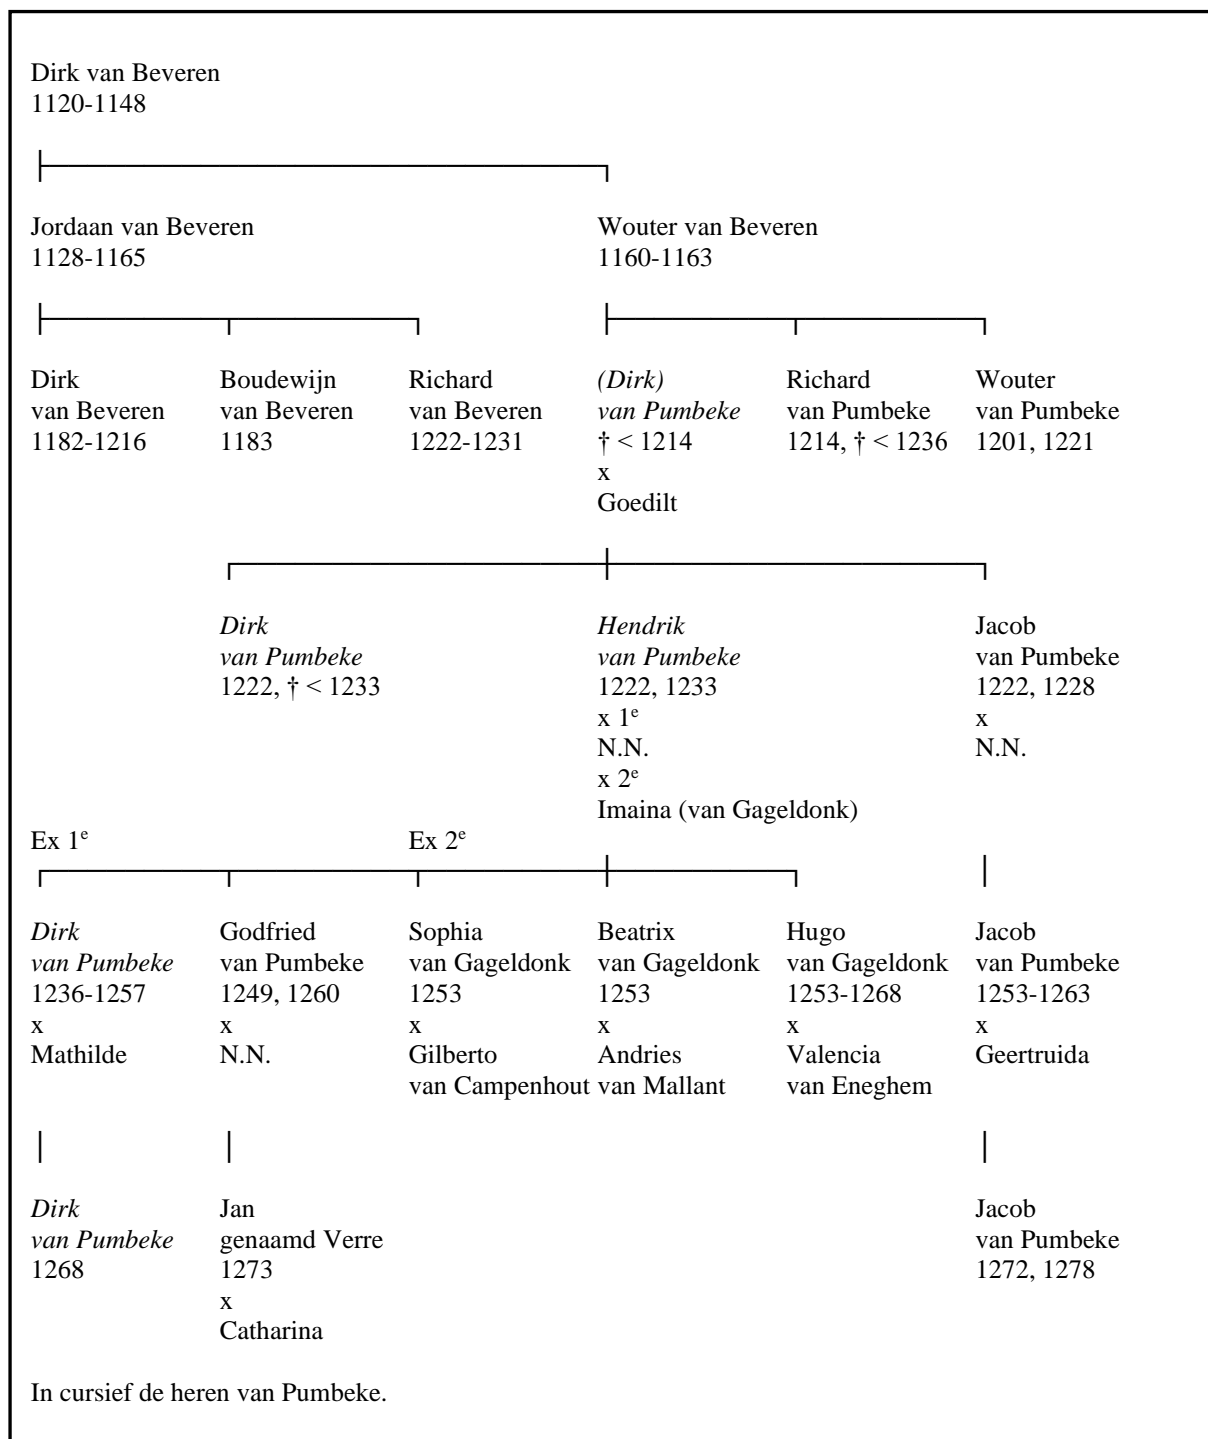 Dirk van Beveren
1120-1148
Jordaan van Beveren
1128-1165
Wouter van Beveren
1160-1163
Dirk
van Beveren
1182-1216
Boudewijn
van Beveren
1183
Richard
van Beveren
1222-1231
(Dirk)
van Pumbeke
† < 1214
x
Goedilt
Richard
van Pumbeke
1214, † < 1236
Wouter
van Pumbeke
1201, 1221
Dirk
van Pumbeke
1222, † < 1233
Hendrik
van Pumbeke
1222, 1233
x 1e
N.N.
x 2e
Imaina (van Gageldonk)
Jacob
van Pumbeke
1222, 1228
x
N.N.
Ex 1e
Ex 2e
Dirk
van Pumbeke
1236-1257
x
Mathilde
Godfried
van Pumbeke
1249, 1260
x
N.N.
Sophia
van Gageldonk
1253
x
Gilberto
van Campenhout
Beatrix
van Gageldonk
1253
x
Andries
van Mallant
Hugo
van Gageldonk
1253-1268
x
Valencia
van Eneghem
Jacob
van Pumbeke
1253-1263
x
Geertruida
Dirk
van Pumbeke
1268
Jan
genaamd Verre
1273
x
Catharina
Jacob
van Pumbeke
1272, 1278
In cursief de heren van Pumbeke.